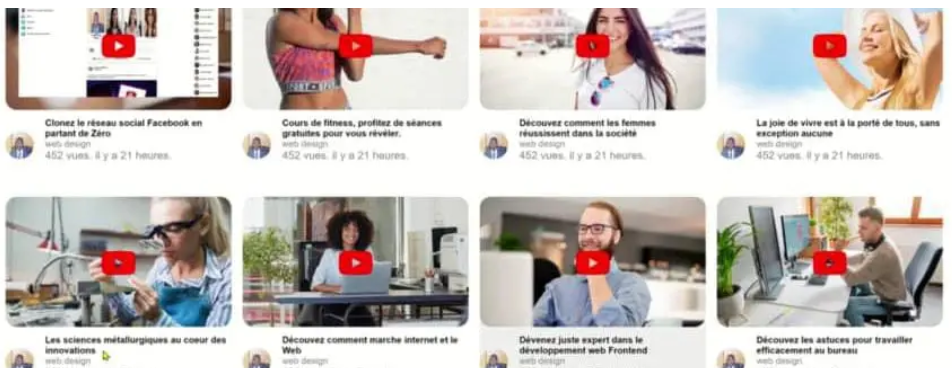 Clonez le réseau social Facebook en
partant de Zéro
web design
452 vues. il y a 21 heures.
Cours de fitness, profitez de séances
gratuites pour vous révéler.
web design
452 vues. il y a 21 heures.
Découvez comment les femmes
réussissent dans la société
web design
452 vues. il y a 21 heures.
La joie de vivre est à la porté de tous, sans
exception aucune
web design
452 vues. il y a 21 heures.
Les sciences métallurgiques au coeur des
innovations
web design
Découvez comment marche internet et le
Web
web design
Dévenez juste expert dans le
développement web Frontend
web design
Découvez les astuces pour travailler
efficacement au bureau
web design